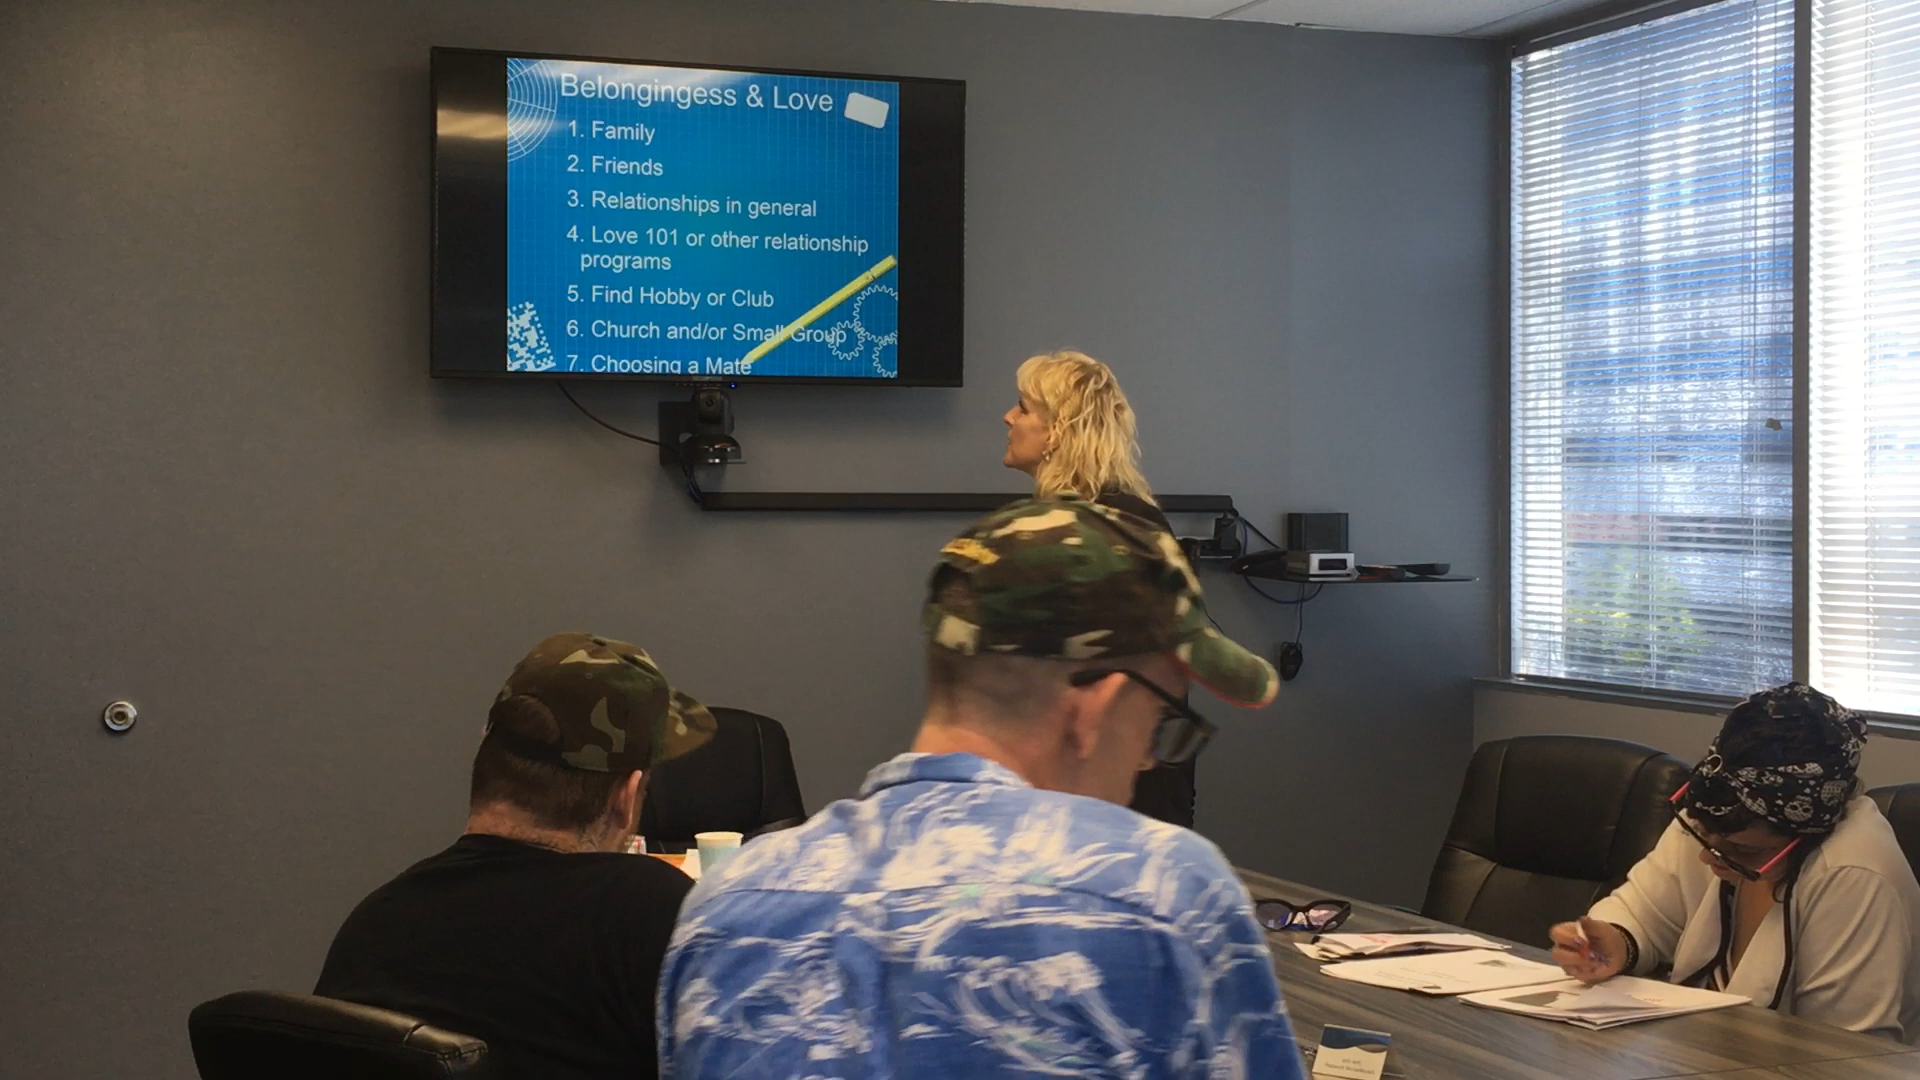 Belongingess & Love
1. Family
2. Friends
3. Relationships in general
4. Love 101 or other relationship
programs
5. Find Hobby or Club
6. Church and/or Small Group
7. Choosing a Mate